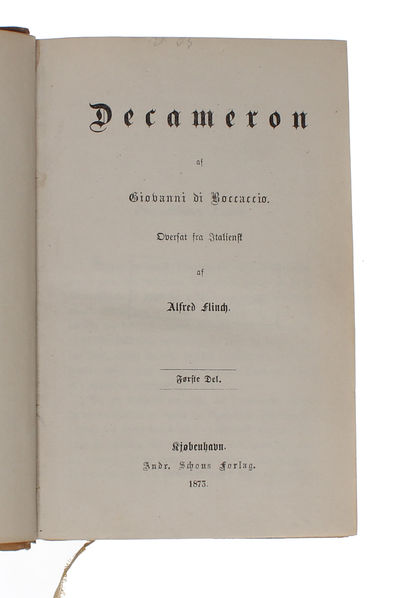 Decameron
af
Giovanni di Boccaccio.
Oversat fra Italiensk
af
Alfred Flinch.
Første Del.
Kjøbenhavn.
Andr. Schous Forlag.
1873.